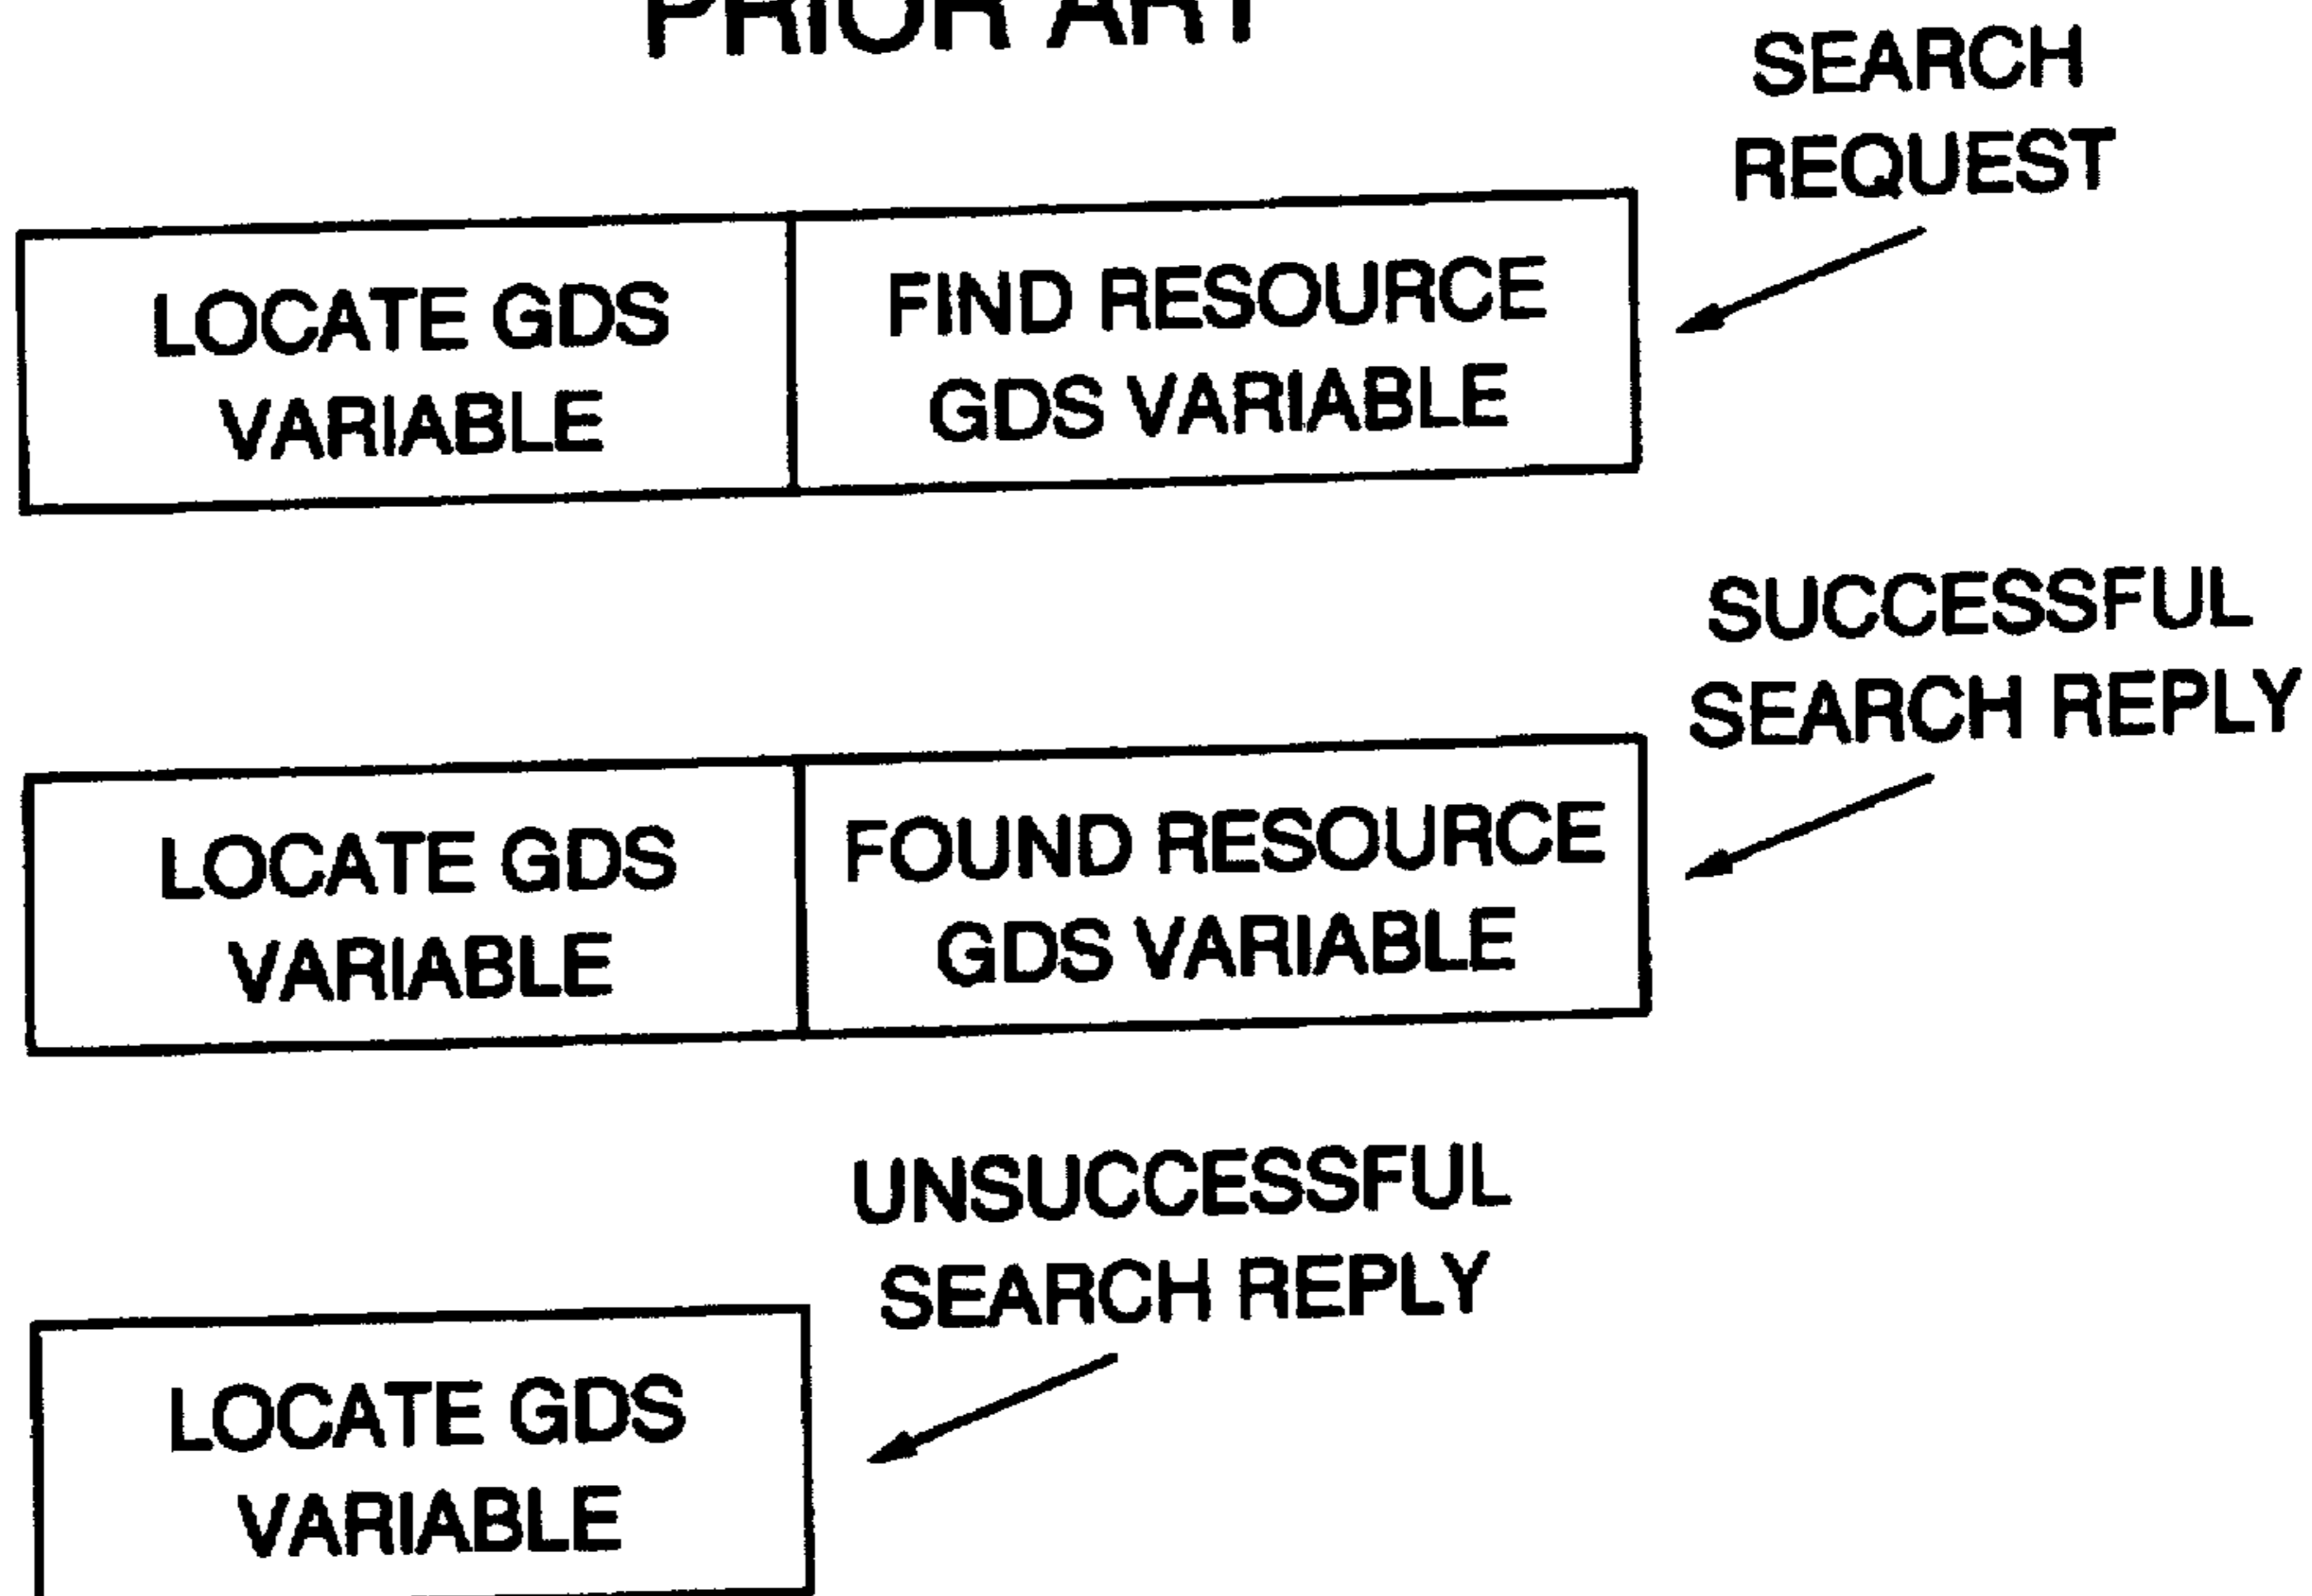 PRIOR ART
SEARCH
REQUEST
LOCATE GDS
VARIABLE
FIND RESOURCE
GDS VARIABLE
SUCCESSFUL
SEARCH REPLY
LOCATE GDS
VARIABLE
FOUND RESOURCE
GDS VARIABLE
UNSUCCESSFUL
SEARCH REPLY
LOCATE GDS
VARIABLE